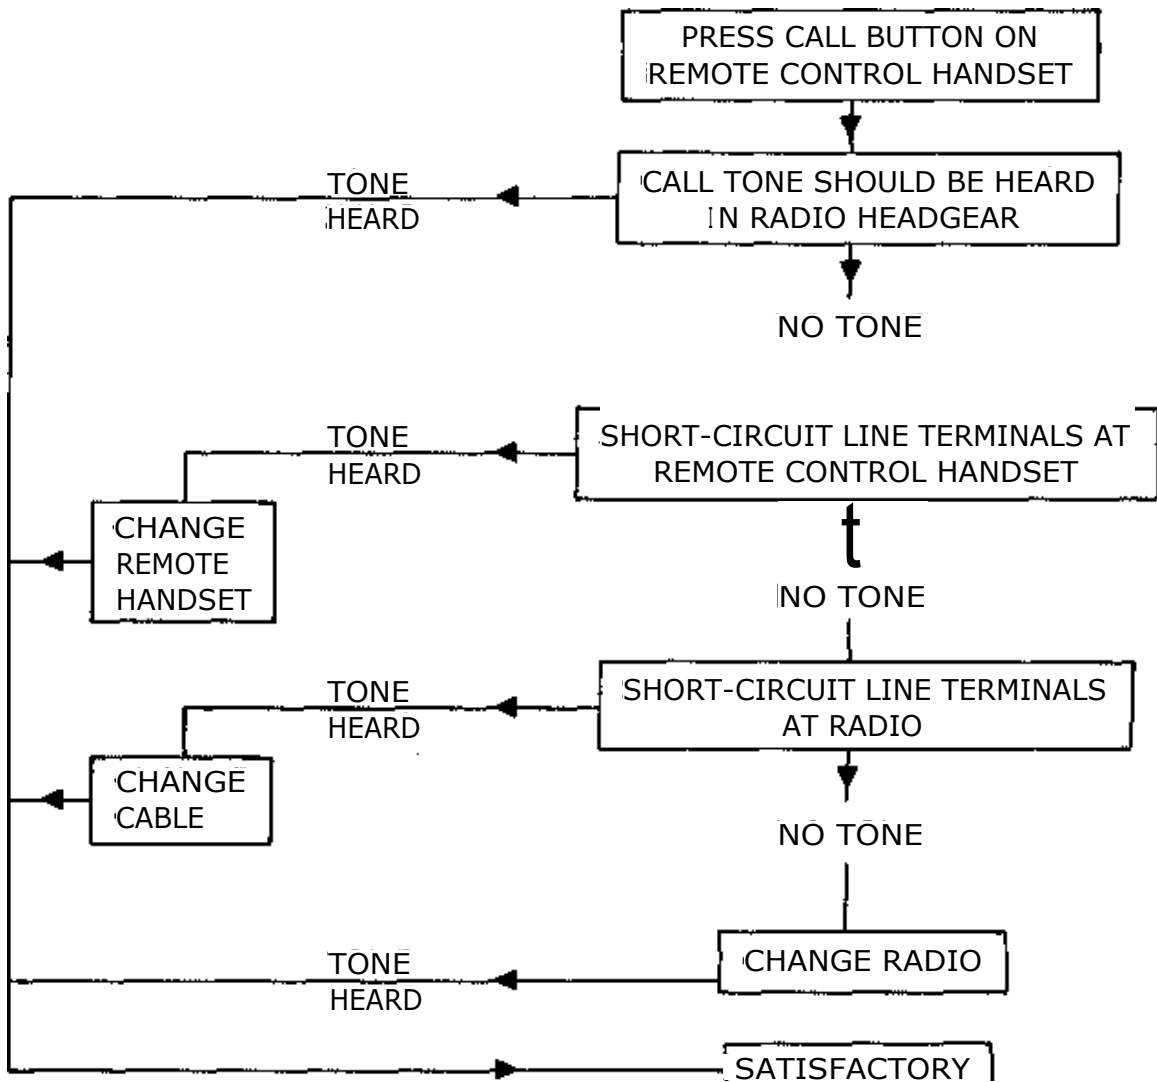 PRESS CALL BUTTON ON
REMOTE CONTROL HANDSET
CALL TONE SHOULD BE HEARD
IN RADIO HEADGEAR
TONE
HEARD
NO TONE
SHORT-CIRCUIT LINE TERMINALS AT
REMOTE CONTROL HANDSET
TONE
HEARD
CHANGE
REMOTE
HANDSET
t
NO TONE
SHORT-CIRCUIT LINE TERMINALS
AT RADIO
TONE
HEARD
CHANGE
CABLE
NO TONE
CHANGE RADIO
TONE
HEARD
SATISFACTORY